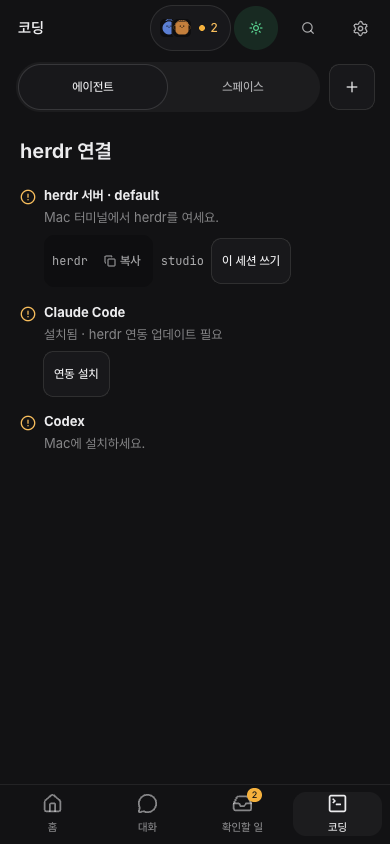 코딩
2
에이전트
스페이스
herdr 연결
herdr 서버 · default
Mac 터미널에서 herdr를 여세요.
herdr 복사 studio 이 세션 쓰기
Claude Code
설치됨 · herdr 연동 업데이트 필요
연동 설치
Codex
Mac에 설치하세요.
2
홈
대화
확인할 일
코딩